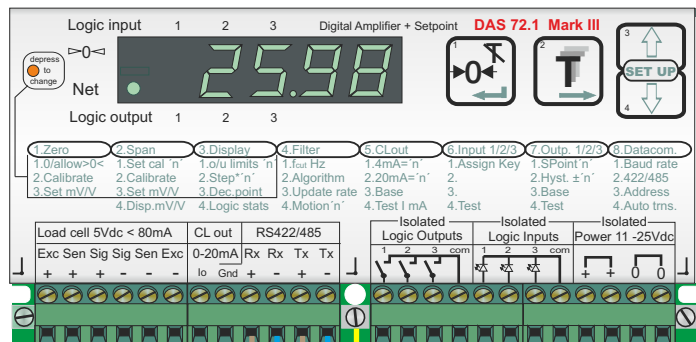 Logic input 1 2 3 Digital Amplifier + Setpoint DAS 72.1 Mark III
depress to change
>0<
25.98
Net
Logic output 1 2 3
1 0
2 T
3 SET UP 4
1.Zero 2.Span 3.Display 4.Filter 5.CLout 6.Input 1/2/3 7.Outp. 1/2/3 8.Datacom.
1.0/allow>0< 1.Set cal ´n´ 1.o/u limits ´n 1.fcut Hz 1.4mA=´n´ 1.Assign Key 1.SPoint´n´ 1.Baud rate
2.Calibrate 2.Calibrate 2.Step*´n´ 2.Algorithm 2.20mA=´n´ 2. 2.Hyst. ±´n´ 2.422/485
3.Set mV/V 3.Set mV/V 3.Dec.point 3.Update rate 3.Base 3. 3.Base 3.Address
4.Disp.mV/V 4.Logic stats 4.Motion´n´ 4.Test I mA 4.Test 4.Test 4.Auto trns.
Load cell 5Vdc < 80mA CL out RS422/485
Exc Sen Sig Sig Sen Exc 0-20mA Rx Rx Tx Tx
+ + + - - - Io Gnd + - + -
Isolated Logic Outputs
1 2 3 com
Isolated Logic Inputs
1 2 3 com
Isolated Power 11 -25Vdc
+ + 0 0